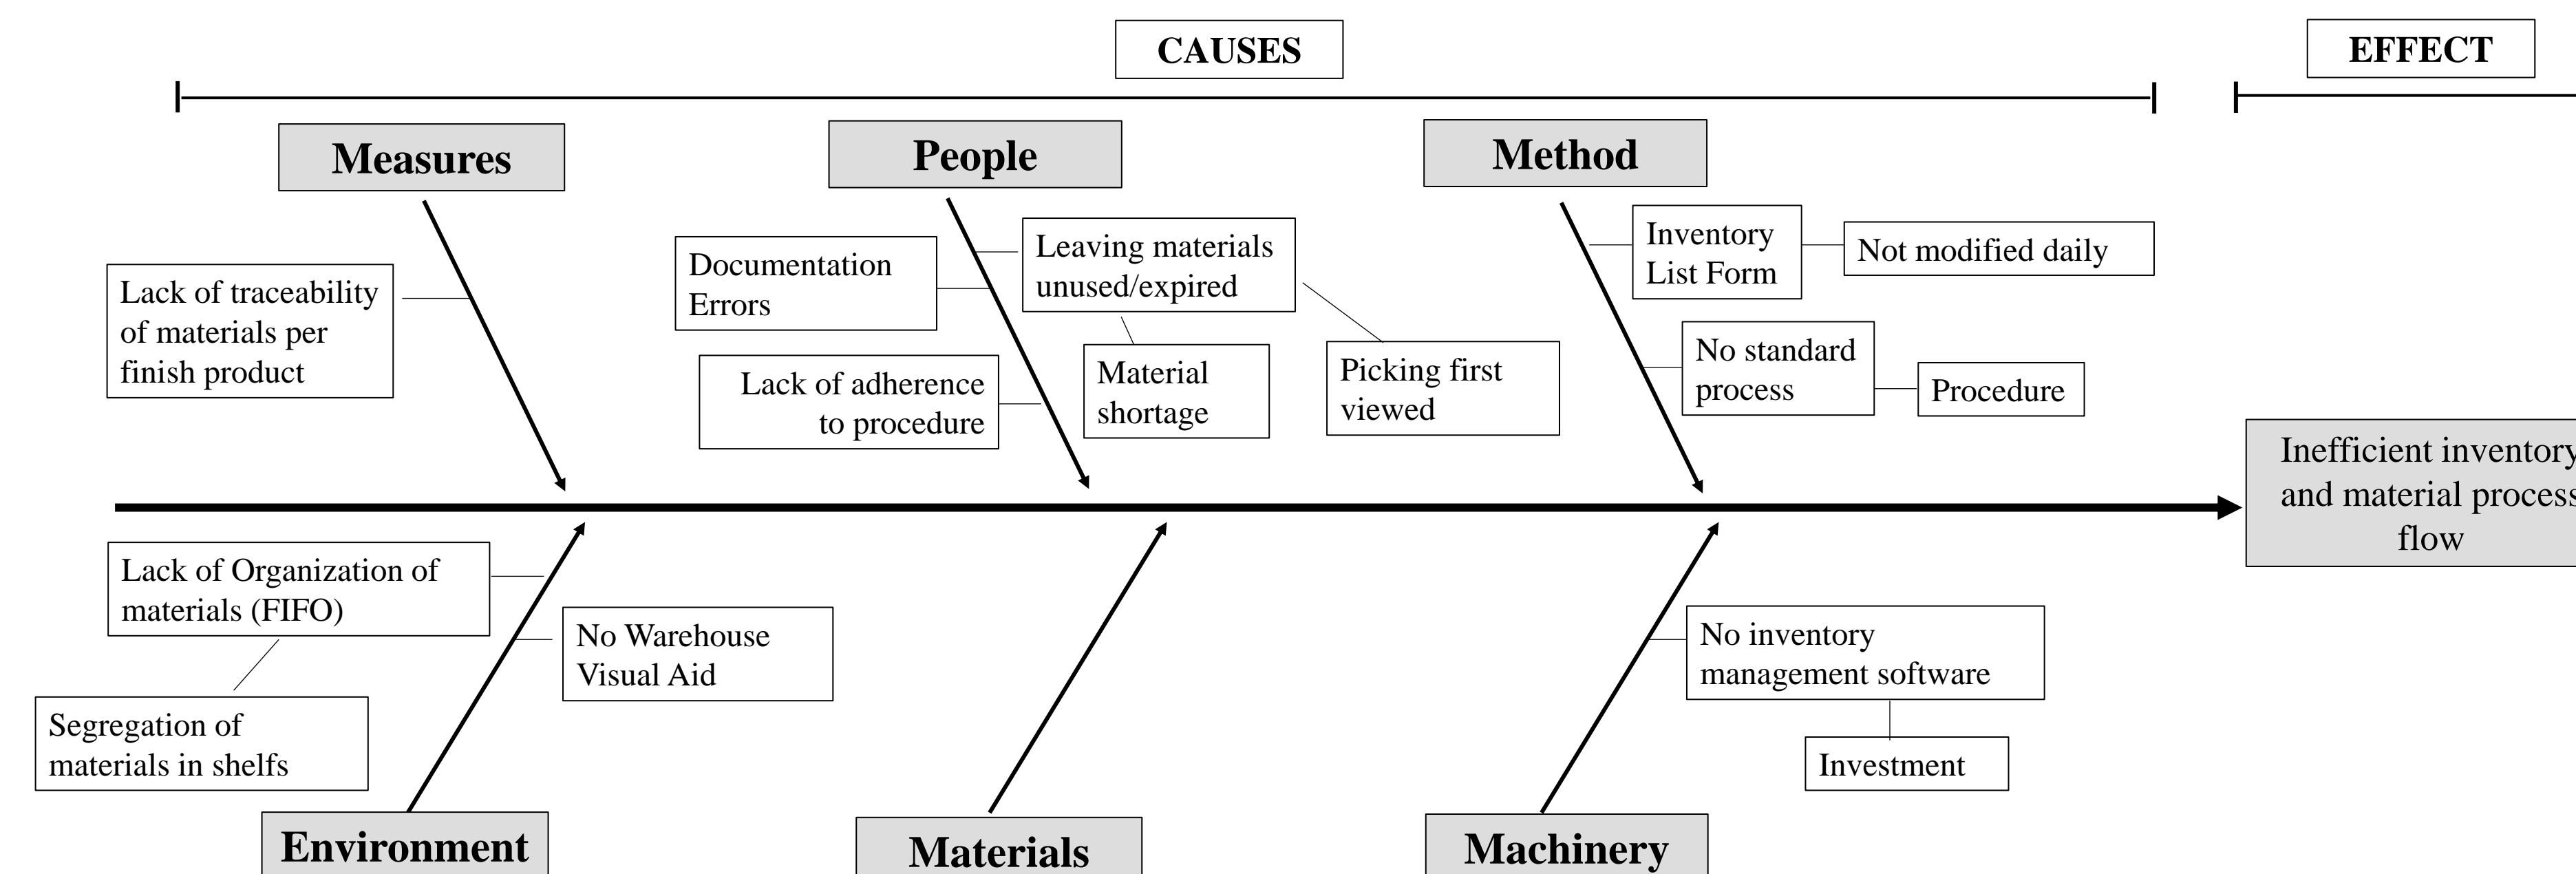 CAUSES
EFFECT
Measures
People
Method
Lack of traceability
of materials per
finish product
Documentation
Errors
Lack of adherence
to procedure
Leaving materials
unused/expired
Material
shortage
Picking first
viewed
Inventory
List Form
Not modified daily
No standard
process
Procedure
Inefficient inventory
and material process
flow
Lack of Organization of
materials (FIFO)
Segregation of
materials in shelfs
No Warehouse
Visual Aid
No inventory
management software
Investment
Environment
Materials
Machinery